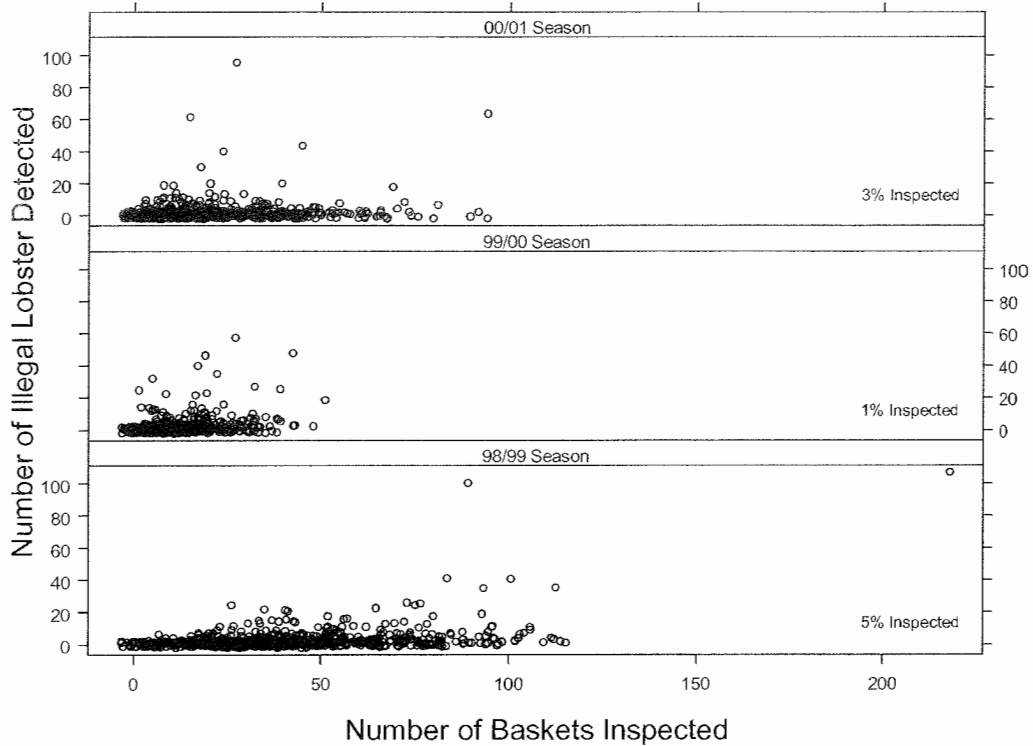 00/01 Season
100
80
60
40
20
0
3% Inspected
99/00 Season
100
80
60
40
20
0
1% Inspected
98/99 Season
100
80
60
40
20
0
5% Inspected
0 50 100 150 200
Number of Baskets Inspected
Number of Illegal Lobster Detected